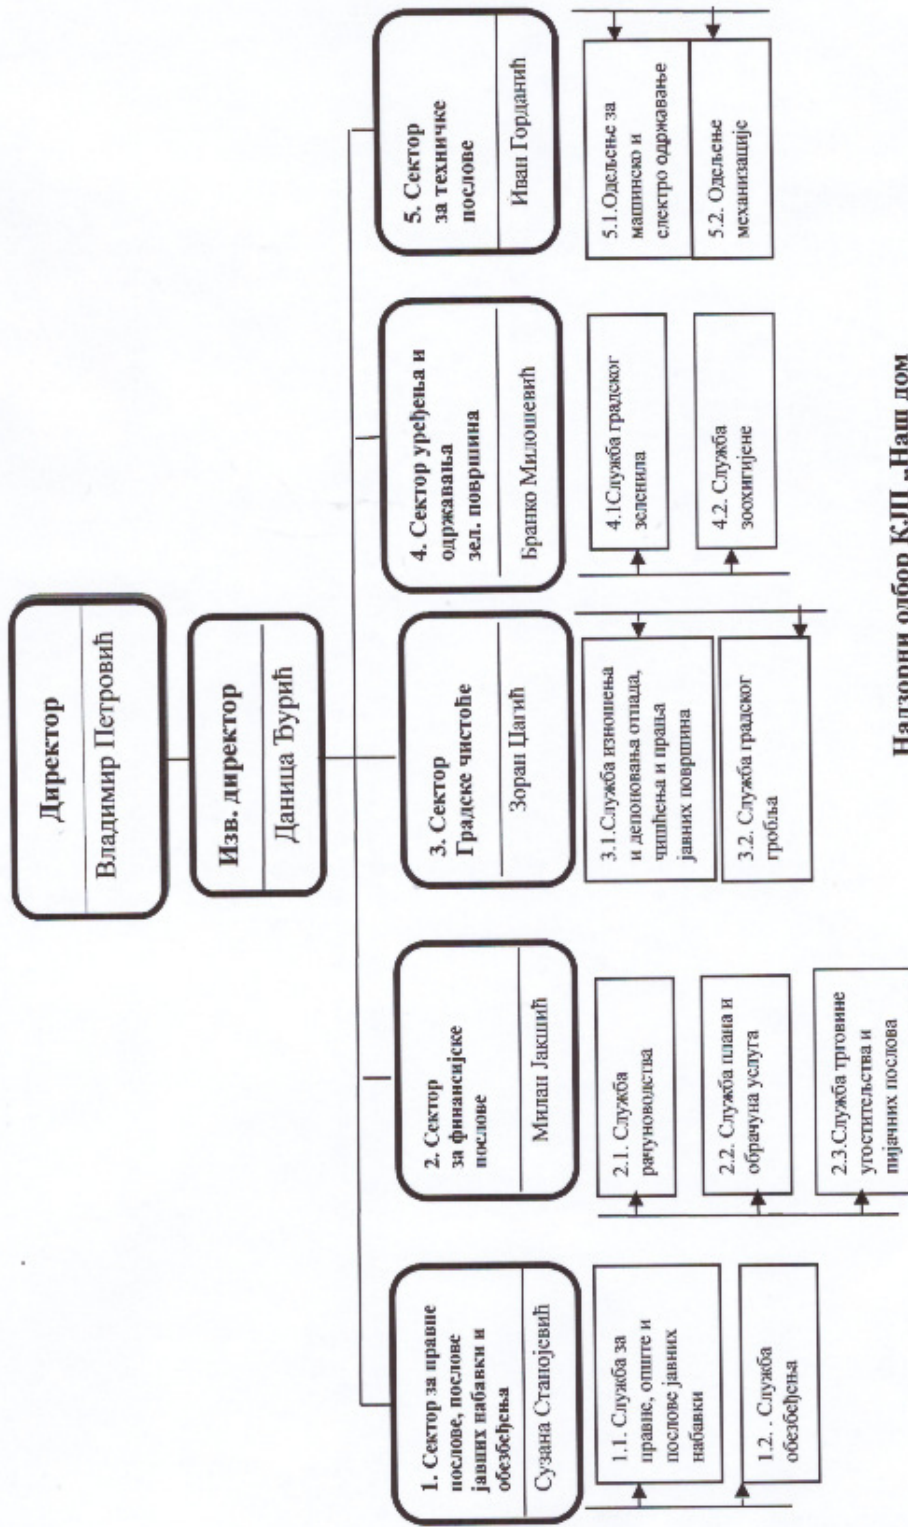 Директор
Владимир Петровић
Изв. директор
Даница Ђурић
1. Сектор за правне
послове, послове
јавних набавки и
обезбеђења
Сузана Станојевић
1.1. Служба за
правне, опште и
послове јавних
набавки
1.2. . Служба
обезбеђења
2. Сектор
за финансијске
послове
Милан Јакшић
2.1. Служба
рачуноводства
2.2. Служба плана и
обрачуна услуга
2.3.Служба трговине
угоститељства и
пијачних послова
3. Сектор
Градске чистоће
Зоран Цагић
3.1.Служба изношења
и депоновања отпада,
чишћења и прања
јавних површина
3.2. Служба градског
гробља
4. Сектор уређења и
одржавања
зел. површина
Бранко Милошевић
4.1Служба градског
зеленила
4.2. Служба
зоохигијене
5. Сектор
за техничке
послове
Иван Горданић
5.1.Одељење за
машинско и
електро одржавање
5.2. Одељење
механизације
Надзорни одбор КЈП „Наш дом